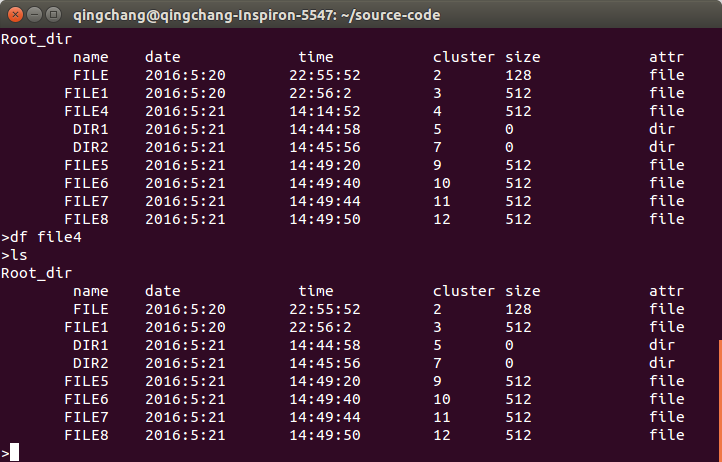 qingchang@qingchang-Inspiron-5547: ~/source-code
Root_dir
name date time cluster size attr
FILE 2016:5:20 22:55:52 2 128 file
FILE1 2016:5:20 22:56:2 3 512 file
FILE4 2016:5:21 14:14:52 4 512 file
DIR1 2016:5:21 14:44:58 5 0 dir
DIR2 2016:5:21 14:45:56 7 0 dir
FILE5 2016:5:21 14:49:20 9 512 file
FILE6 2016:5:21 14:49:40 10 512 file
FILE7 2016:5:21 14:49:44 11 512 file
FILE8 2016:5:21 14:49:50 12 512 file
>df file4
>ls
Root_dir
name date time cluster size attr
FILE 2016:5:20 22:55:52 2 128 file
FILE1 2016:5:20 22:56:2 3 512 file
DIR1 2016:5:21 14:44:58 5 0 dir
DIR2 2016:5:21 14:45:56 7 0 dir
FILE5 2016:5:21 14:49:20 9 512 file
FILE6 2016:5:21 14:49:40 10 512 file
FILE7 2016:5:21 14:49:44 11 512 file
FILE8 2016:5:21 14:49:50 12 512 file
>